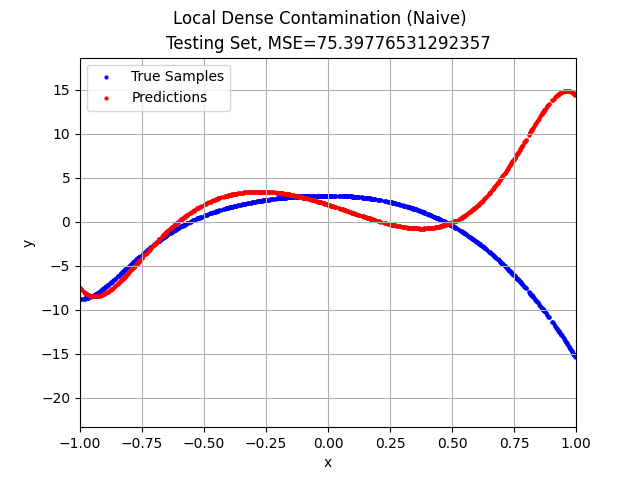 Local Dense Contamination (Naive)
Testing Set, MSE=75.39776531292357
True Samples
Predictions
15
10
5
0
−5
−10
−15
−20
y
−1.00 −0.75 −0.50 −0.25 0.00 0.25 0.50 0.75 1.00
x